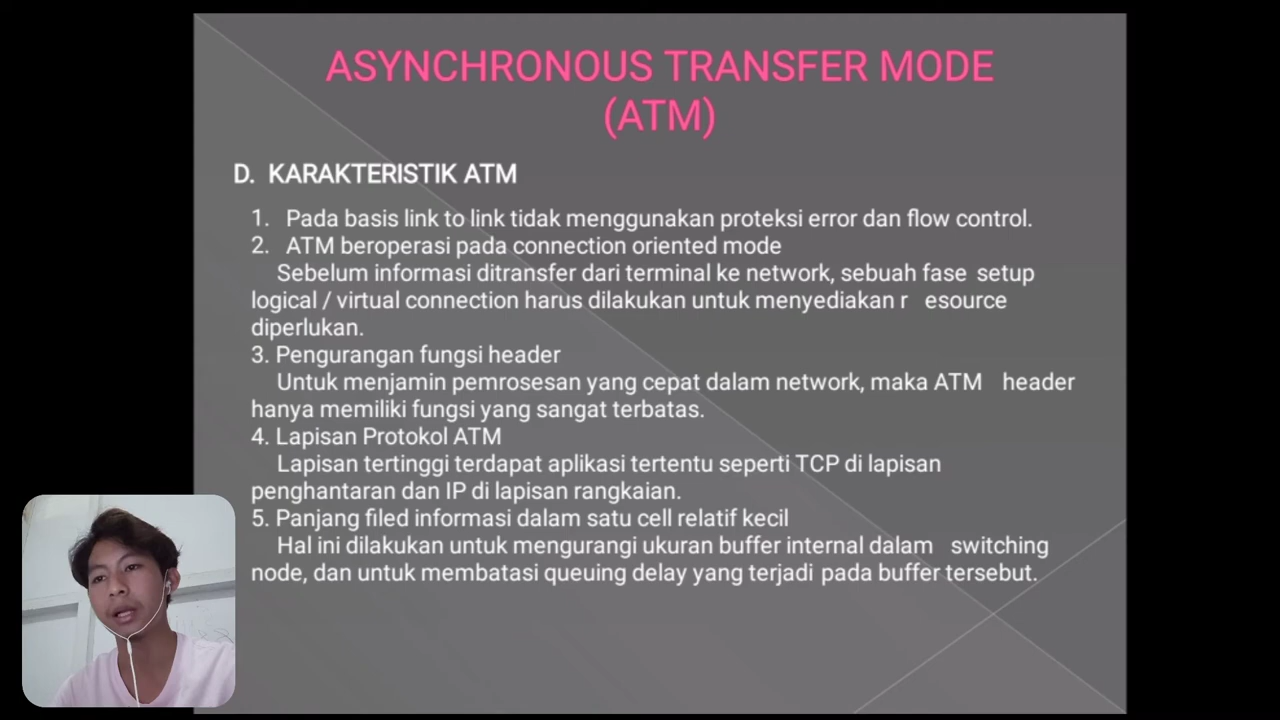 ASYNCHRONOUS TRANSFER MODE
(ATM)
D. KARAKTERISTIK ATM
1. Pada basis link to link tidak menggunakan proteksi error dan flow control.
2. ATM beroperasi pada connection oriented mode
Sebelum informasi ditransfer dari terminal ke network, sebuah fase setup
logical / virtual connection harus dilakukan untuk menyediakan r esource
diperlukan.
3. Pengurangan fungsi header
Untuk menjamin pemrosesan yang cepat dalam network, maka ATM header
hanya memiliki fungsi yang sangat terbatas.
4. Lapisan Protokol ATM
Lapisan tertinggi terdapat aplikasi tertentu seperti TCP di lapisan
penghantaran dan IP di lapisan rangkaian.
5. Panjang filed informasi dalam satu cell relatif kecil
Hal ini dilakukan untuk mengurangi ukuran buffer internal dalam switching
node, dan untuk membatasi queuing delay yang terjadi pada buffer tersebut.